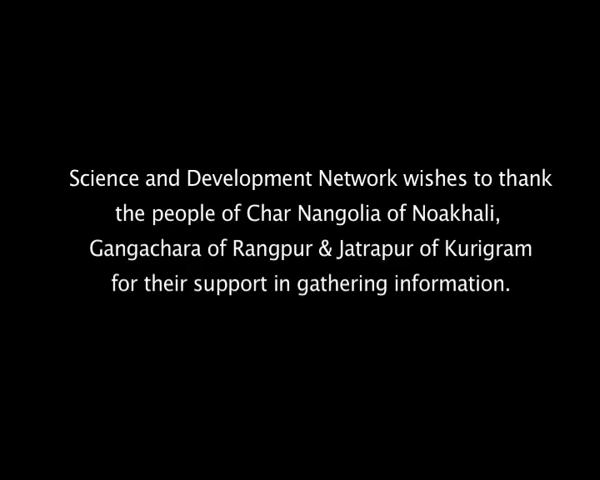 Science and Development Network wishes to thank
the people of Char Nangolia of Noakhali,
Gangachara of Rangpur & Jatrapur of Kurigram
for their support in gathering information.